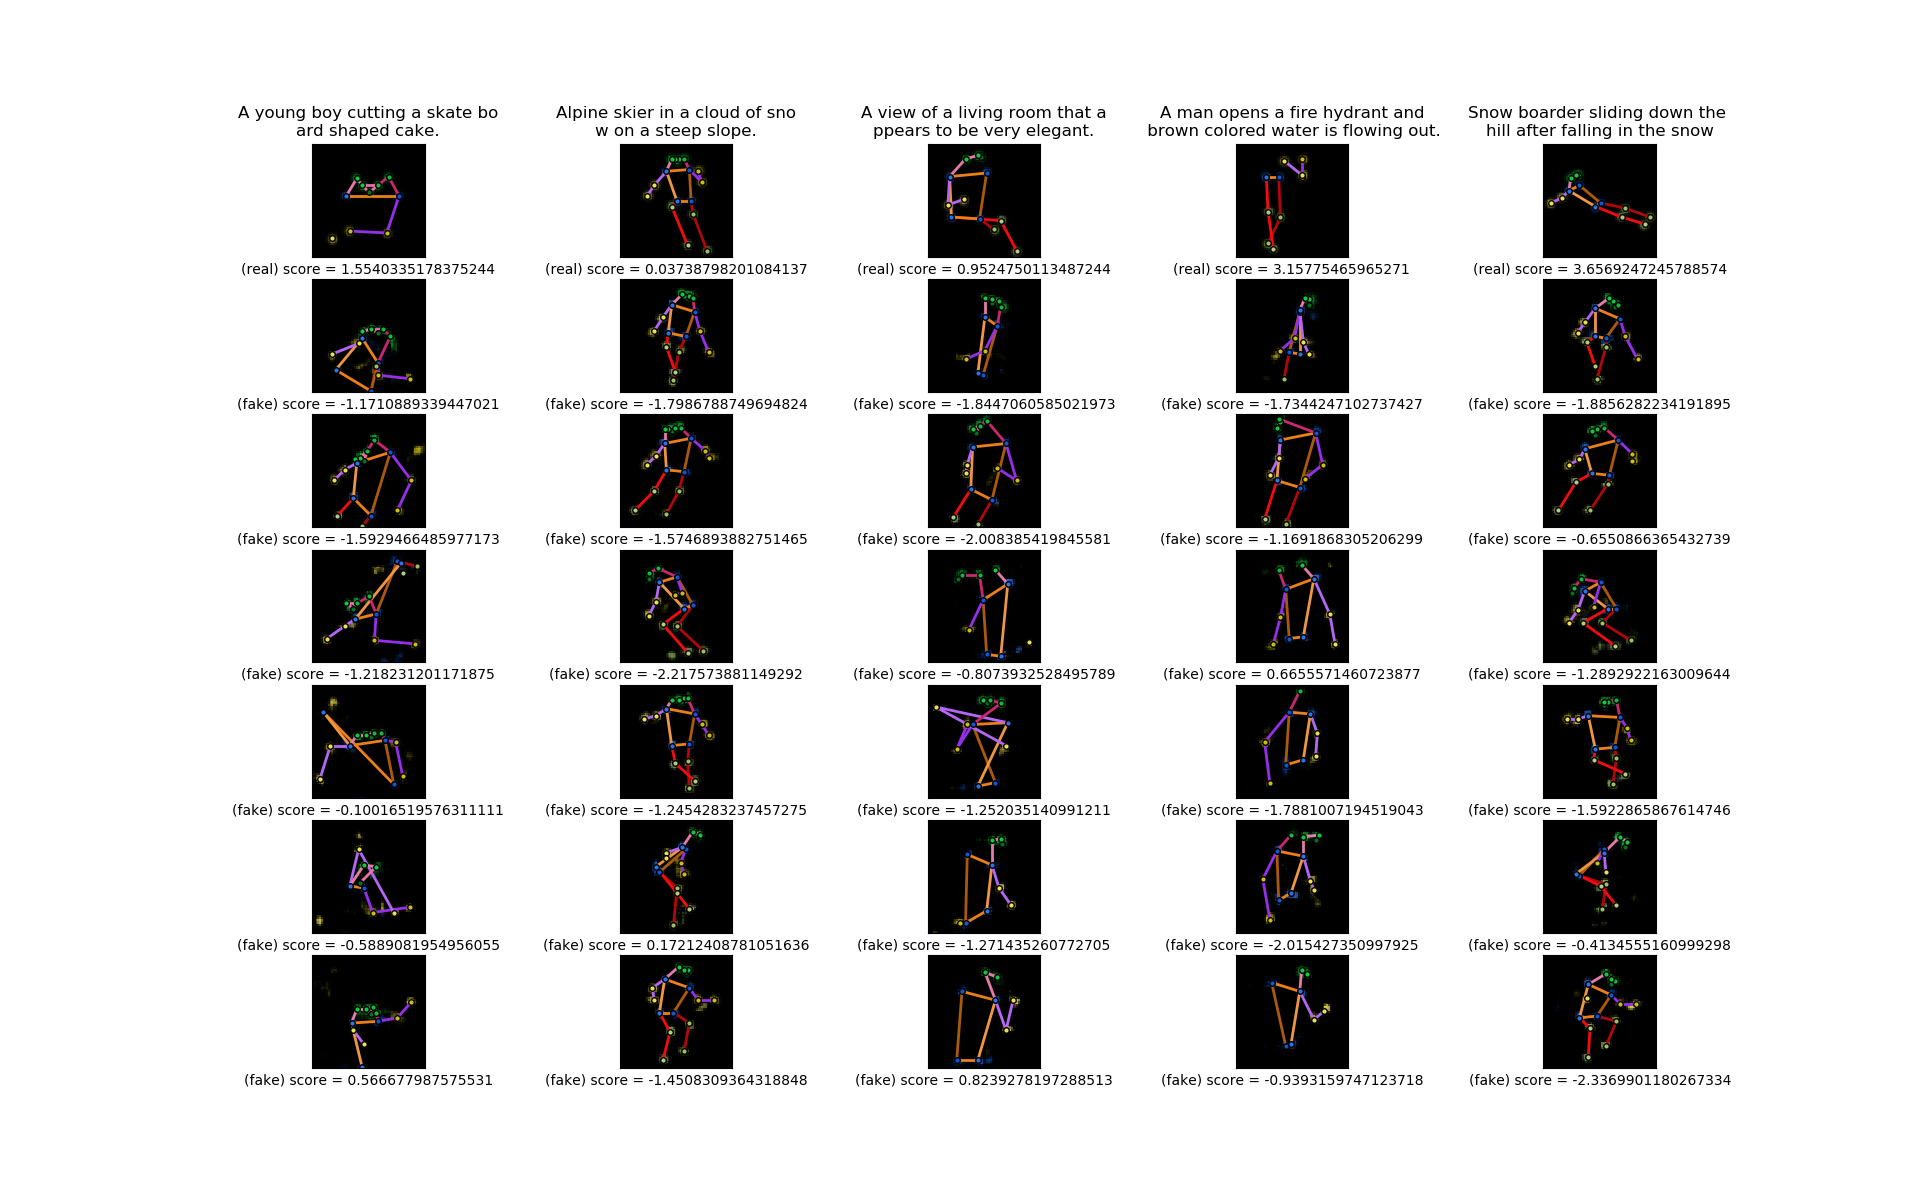 A young boy cutting a skate bo
ard shaped cake.
Alpine skier in a cloud of sno
w on a steep slope.
A view of a living room that a
ppears to be very elegant.
A man opens a fire hydrant and
brown colored water is flowing out.
Snow boarder sliding down the
hill after falling in the snow
(real) score = 1.5540335178375244
(real) score = 0.03738798201084137
(real) score = 0.9524750113487244
(real) score = 3.15775465965271
(real) score = 3.6569247245788574
(fake) score = -1.1710889339447021
(fake) score = -1.7986788749694824
(fake) score = -1.8447060585021973
(fake) score = -1.7344247102737427
(fake) score = -1.8856282234191895
(fake) score = -1.5929466485977173
(fake) score = -1.5746893882751465
(fake) score = -2.008385419845581
(fake) score = -1.1691868305206299
(fake) score = -0.6550866365432739
(fake) score = -1.218231201171875
(fake) score = -2.217573881149292
(fake) score = -0.8073932528495789
(fake) score = 0.6655571460723877
(fake) score = -1.2892922163009644
(fake) score = -0.10016519576311111
(fake) score = -1.2454283237457275
(fake) score = -1.252035140991211
(fake) score = -1.7881007194519043
(fake) score = -1.5922865867614746
(fake) score = -0.5889081954956055
(fake) score = 0.17212408781051636
(fake) score = -1.271435260772705
(fake) score = -2.015427350997925
(fake) score = -0.4134555160999298
(fake) score = 0.566677987575531
(fake) score = -1.4508309364318848
(fake) score = 0.8239278197288513
(fake) score = -0.9393159747123718
(fake) score = -2.3369901180267334